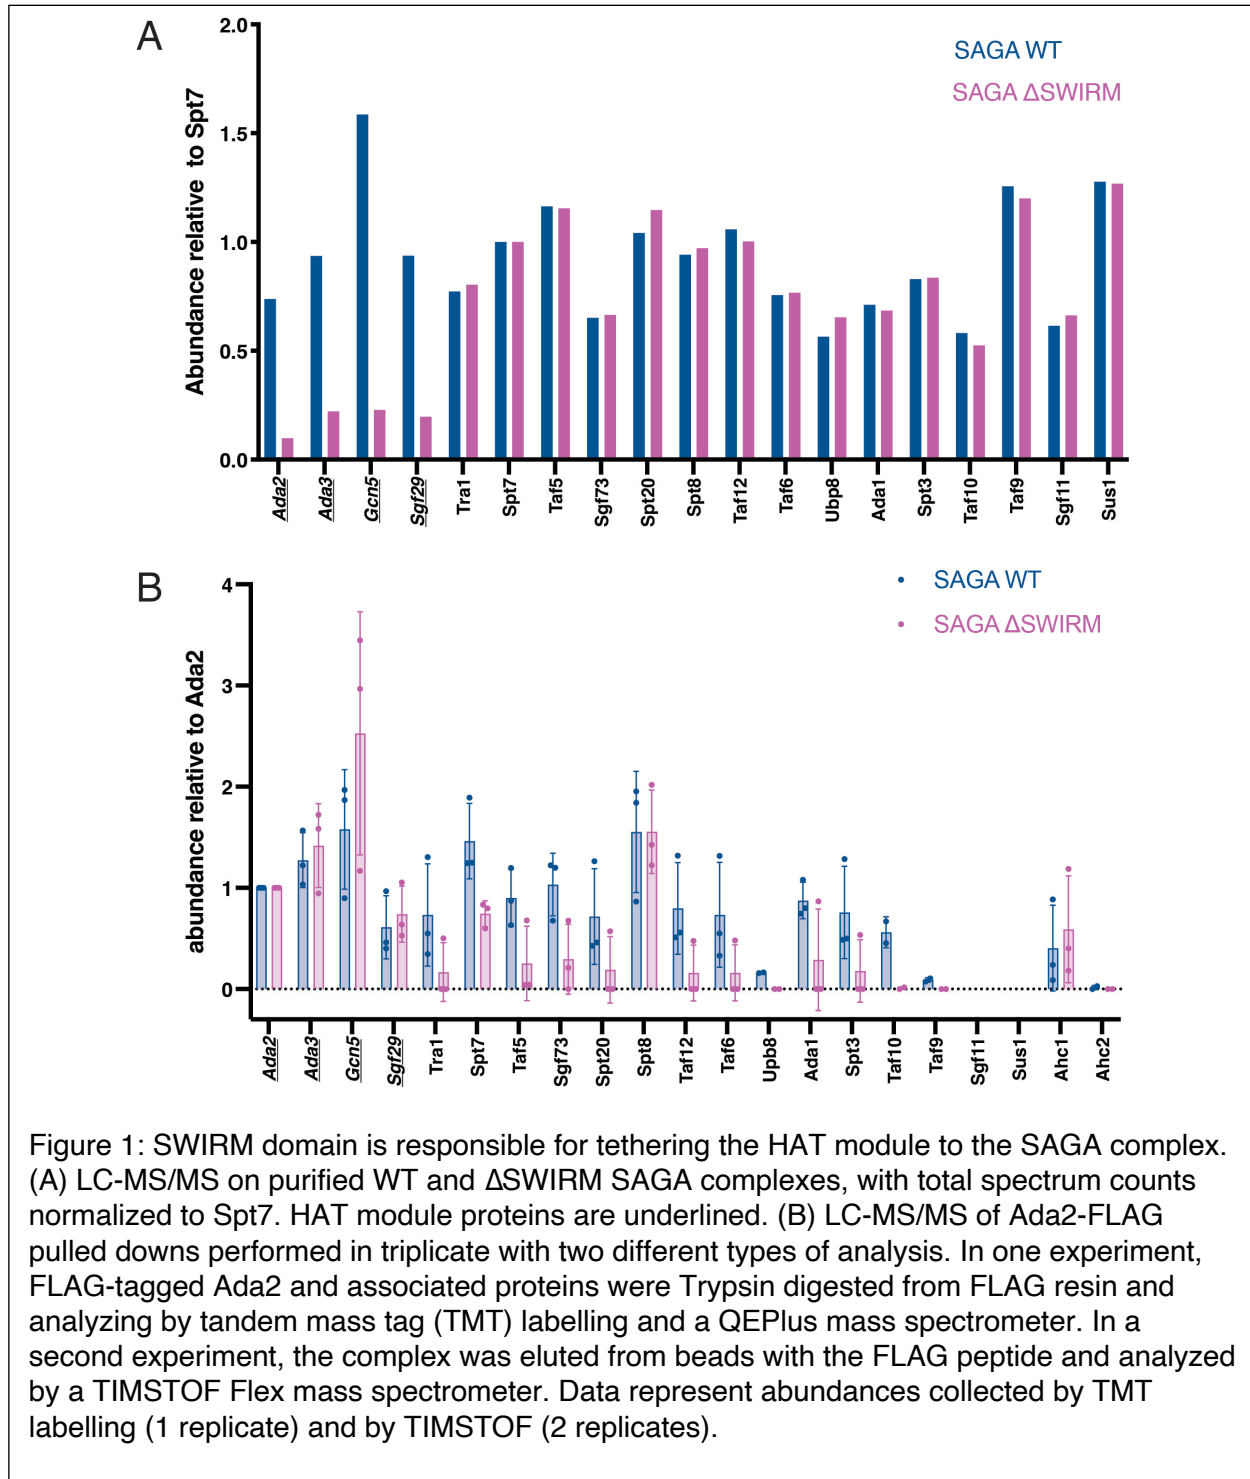 A
2.0
1.5
1.0
0.5
0.0
Abundance relative to Spt7
SAGA WT
SAGA ΔSWIRM
Ada2
Ada3
Gcn5
Sgf29
Tra1
Spt7
Taf5
Sgf73
Spt20
Spt8
Taf12
Taf6
Ubp8
Ada1
Spt3
Taf10
Taf9
Sgf11
Sus1
B
4
3
2
1
0
abundance relative to Ada2
SAGA WT
SAGA ΔSWIRM
Ada2
Ada3
Gcn5
Sgf29
Tra1
Spt7
Taf5
Sgf73
Spt20
Spt8
Taf12
Taf6
Upb8
Ada1
Spt3
Taf10
Taf9
Sgf11
Sus1
Ahc1
Ahc2
Figure 1: SWIRM domain is responsible for tethering the HAT module to the SAGA complex.
(A) LC-MS/MS on purified WT and ΔSWIRM SAGA complexes, with total spectrum counts
normalized to Spt7. HAT module proteins are underlined. (B) LC-MS/MS of Ada2-FLAG
pulled downs performed in triplicate with two different types of analysis. In one experiment,
FLAG-tagged Ada2 and associated proteins were Trypsin digested from FLAG resin and
analyzing by tandem mass tag (TMT) labelling and a QEPlus mass spectrometer. In a
second experiment, the complex was eluted from beads with the FLAG peptide and analyzed
by a TIMSTOF Flex mass spectrometer. Data represent abundances collected by TMT
labelling (1 replicate) and by TIMSTOF (2 replicates).